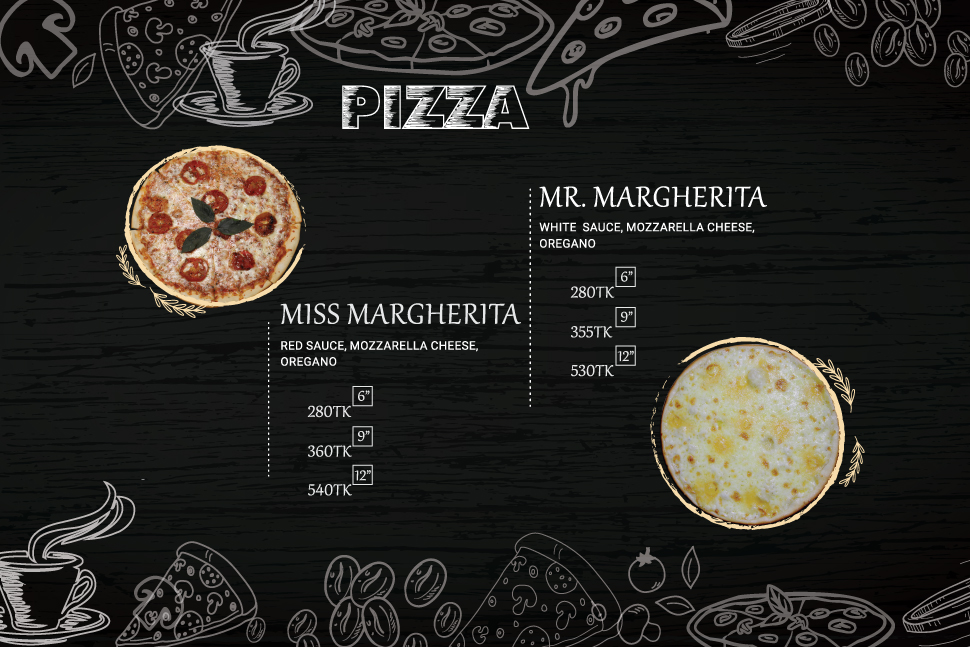 PIZZA
MISS MARGHERITA
RED SAUCE, MOZZARELLA CHEESE,
OREGANO
6"
280TK
9"
360TK
12"
540TK
MR. MARGHERITA
WHITE SAUCE, MOZZARELLA CHEESE,
OREGANO
6"
280TK
9"
355TK
12"
530TK